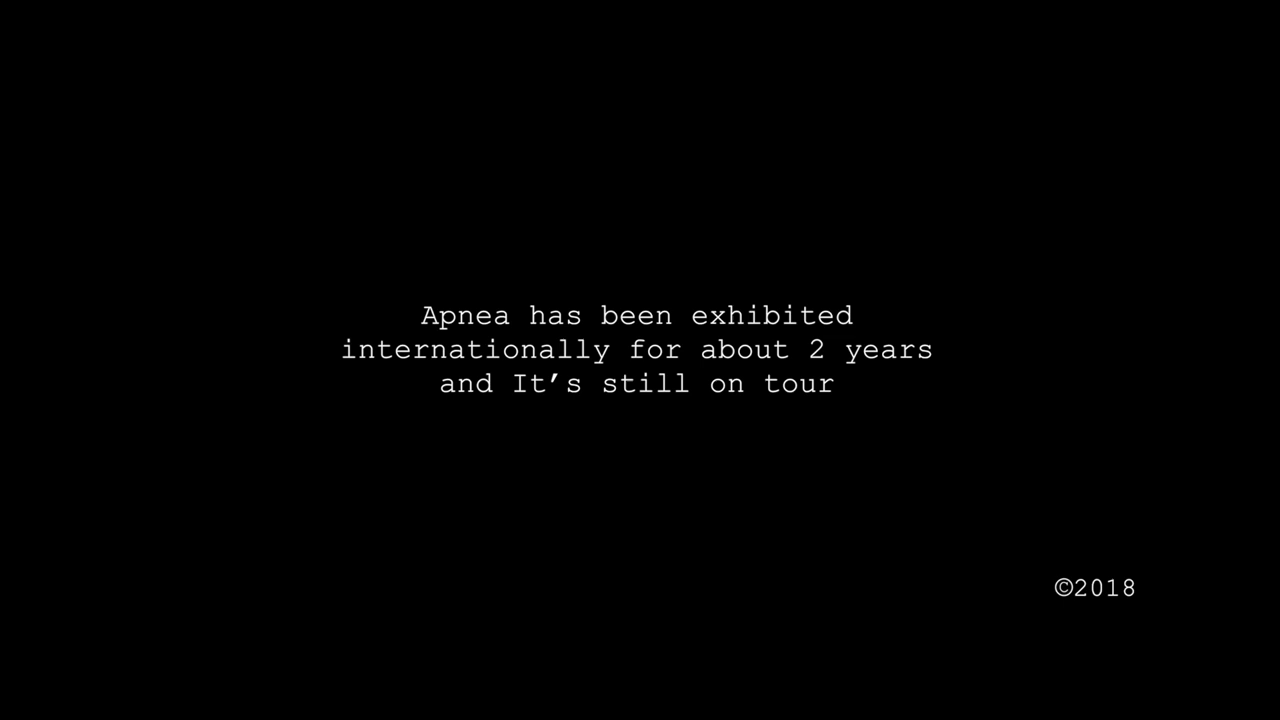 Apnea has been exhibited
internationally for about 2 years
and It’s still on tour
©2018